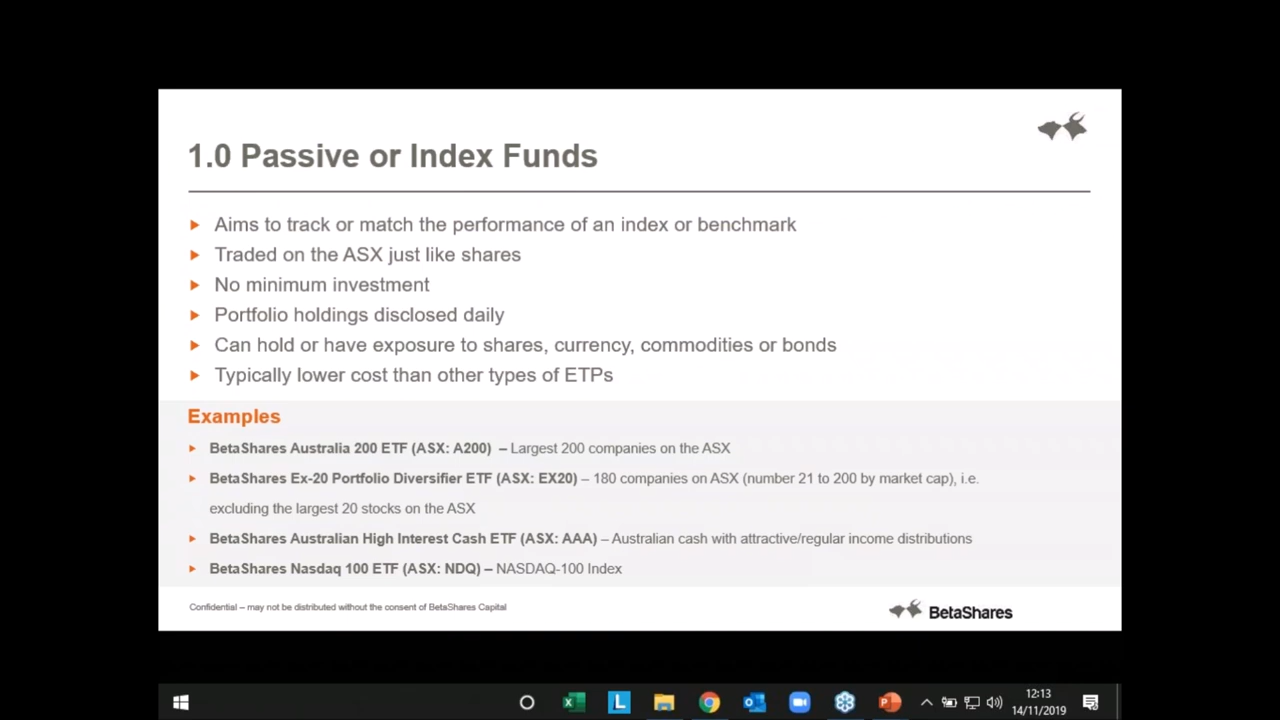 1.0 Passive or Index Funds
Aims to track or match the performance of an index or benchmark
Traded on the ASX just like shares
No minimum investment
Portfolio holdings disclosed daily
Can hold or have exposure to shares, currency, commodities or bonds
Typically lower cost than other types of ETPs
Examples
BetaShares Australia 200 ETF (ASX: A200) – Largest 200 companies on the ASX
BetaShares Ex-20 Portfolio Diversifier ETF (ASX: EX20) – 180 companies on ASX (number 21 to 200 by market cap), i.e.
excluding the largest 20 stocks on the ASX
BetaShares Australian High Interest Cash ETF (ASX: AAA) – Australian cash with attractive/regular income distributions
BetaShares Nasdaq 100 ETF (ASX: NDQ) – NASDAQ-100 Index
Confidential – may not be distributed without the consent of BetaShares Capital
BetaShares
L
12:13
14/11/2019